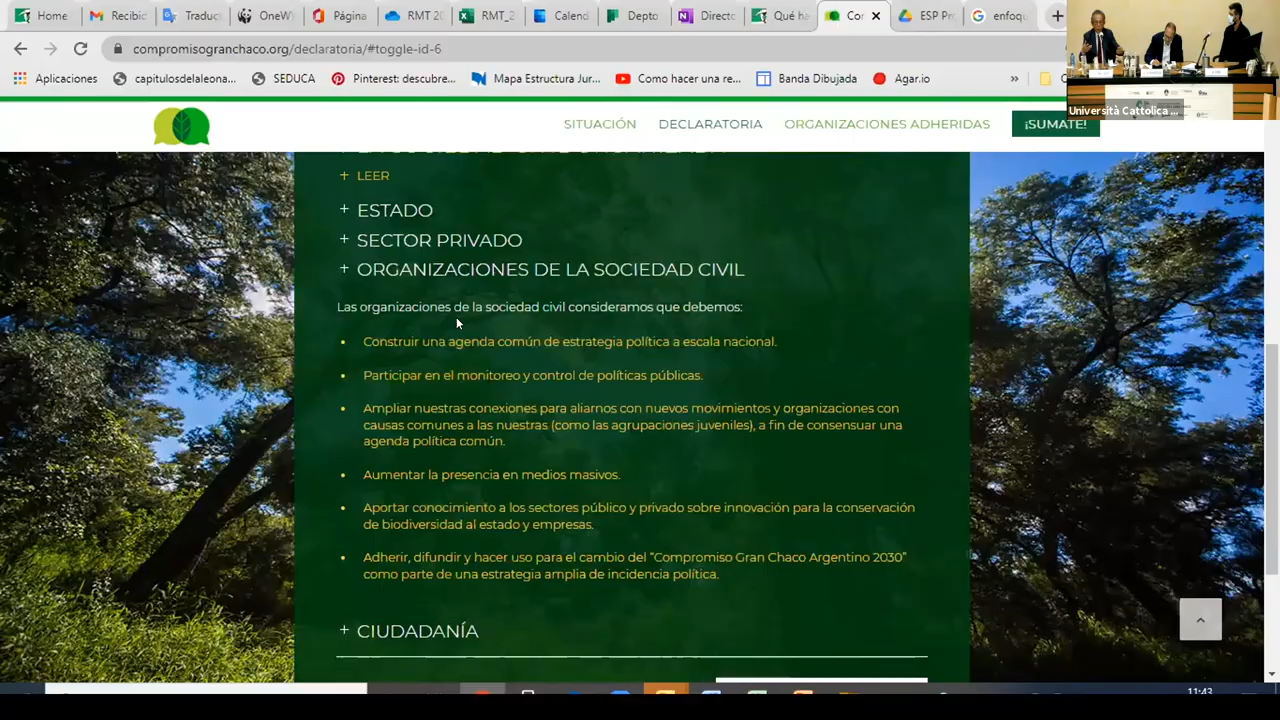 Home
Recibid
Traduc
OneWi
Página
RMT 20
RMT_2
Calend
Depto
Directo
Qué ha
Cor
ESP Pr
enfoqu
compromisogranchaco.org/declaratoria/#toggle-id-6
Aplicaciones
capitulosdelaleona...
SEDUCA
Pinterest: descubre...
Mapa Estructura Jur...
Como hacer una re...
Banda Dibujada
Agar.io
»
Università Cattolica ...
SITUACIÓN
DECLARATORIA
ORGANIZACIONES ADHERIDAS
¡SUMATE!
+ LEER
+ ESTADO
+ SECTOR PRIVADO
+ ORGANIZACIONES DE LA SOCIEDAD CIVIL
Las organizaciones de la sociedad civil consideramos que debemos:
• Construir una agenda común de estrategia política a escala nacional.
• Participar en el monitoreo y control de políticas públicas.
• Ampliar nuestras conexiones para aliarnos con nuevos movimientos y organizaciones con
causas comunes a las nuestras (como las agrupaciones juveniles), a fin de consensuar una
agenda política común.
• Aumentar la presencia en medios masivos.
• Aportar conocimiento a los sectores público y privado sobre innovación para la conservación
de biodiversidad al estado y empresas.
• Adherir, difundir y hacer uso para el cambio del “Compromiso Gran Chaco Argentino 2030”
como parte de una estrategia amplia de incidencia política.
+ CIUDADANÍA
11:43